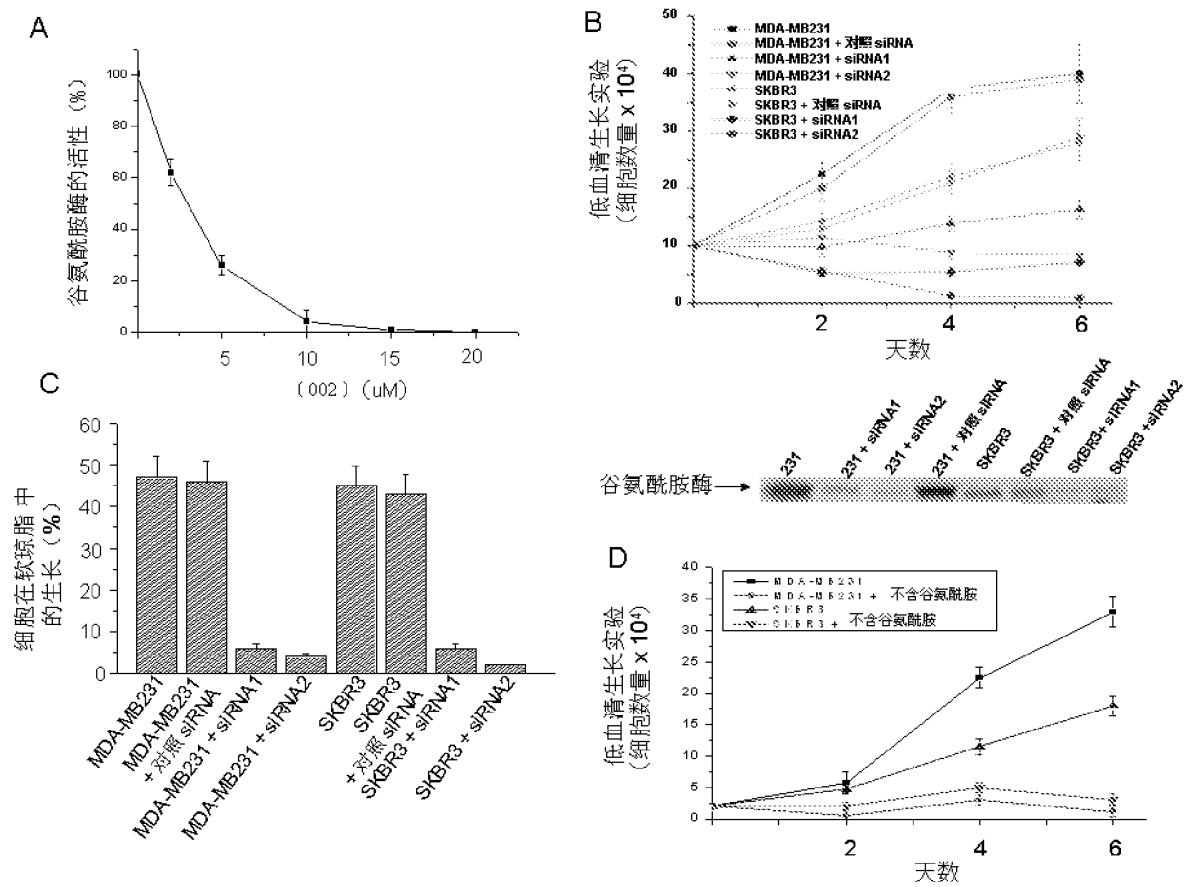 A
谷氨酰胺酶的活性 (%)
100
80
60
40
20
0
5
10
15
20
(002) (uM)
B
低血清生长实验
(细胞数量 x 10⁴)
50
40
30
20
10
0
MDA-MB231
MDA-MB231 + 对照 siRNA
MDA-MB231 + siRNA1
MDA-MB231 + siRNA2
SKBR3
SKBR3 + 对照 siRNA
SKBR3 + siRNA1
SKBR3 + siRNA2
2
4
6
天数
231
231 + siRNA1
231 + siRNA2
231 + 对照 siRNA
SKBR3
SKBR3 + 对照 siRNA
SKBR3+ siRNA1
SKBR3 +siRNA2
谷氨酰胺酶
C
细胞在软琼脂 中
的生长 (%)
60
50
40
30
20
10
0
MDA-MB231
MDA-MB231
+ 对照 siRNA
MDA-MB231 + siRNA1
MDA-MB231 + siRNA2
SKBR3
SKBR3
+ 对照 siRNA
SKBR3 + siRNA1
SKBR3 + siRNA2
D
低血清生长实验
(细胞数量 x 10⁴)
40
35
30
25
20
15
10
5
0
MDA-MB231
MDA-MB231 + 不含谷氨酰胺
SKBR3
SKBR3 + 不含谷氨酰胺
2
4
6
天数